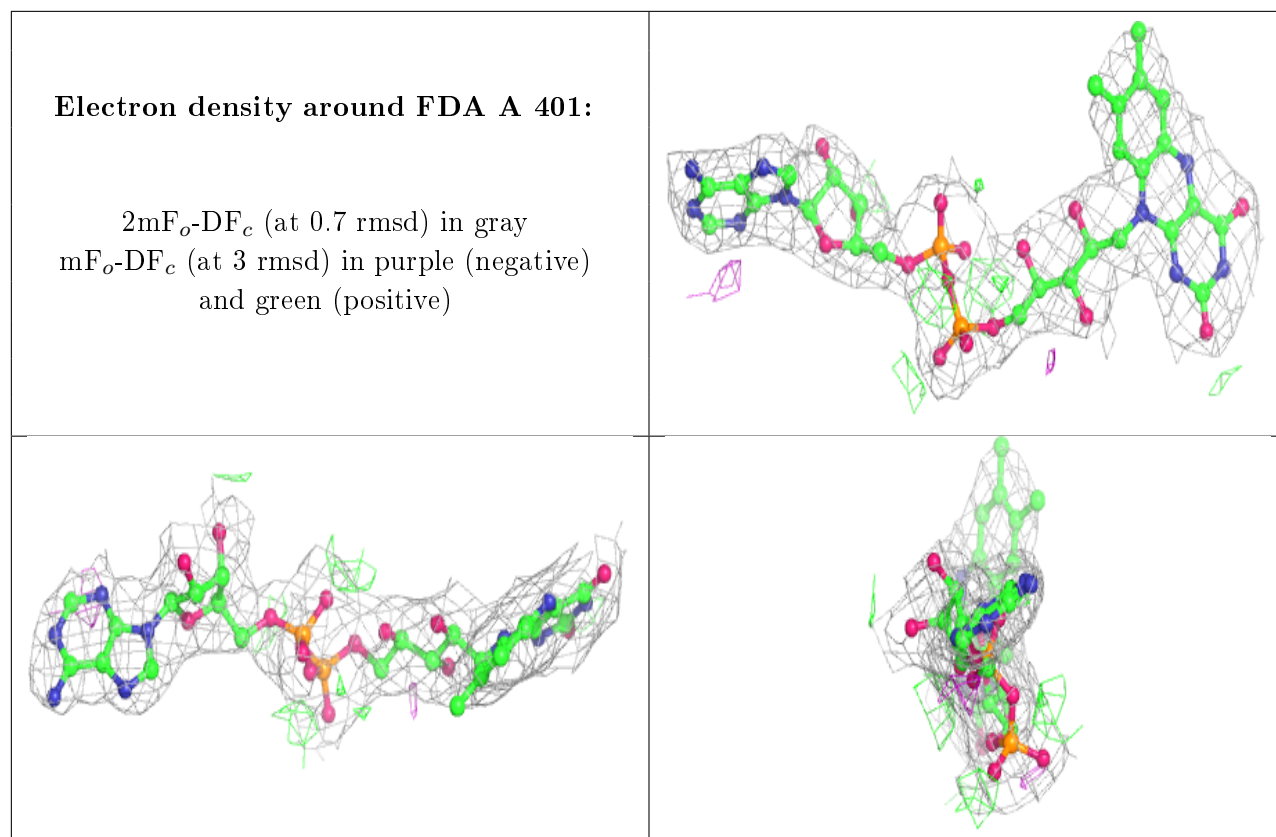 Electron density around FDA A 401:
2mFₒ-DF𝒸 (at 0.7 rmsd) in gray
mFₒ-DF𝒸 (at 3 rmsd) in purple (negative)
and green (positive)